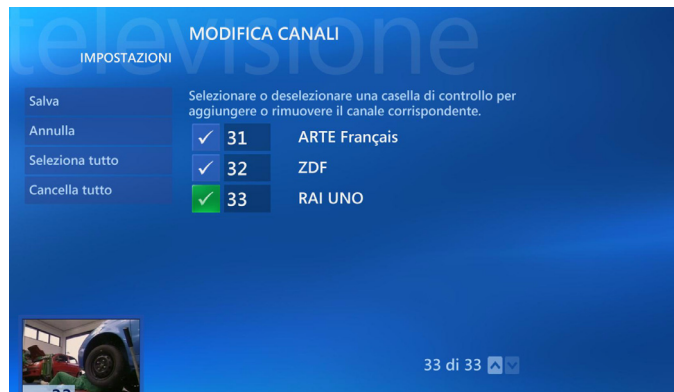 televisione
MODIFICA CANALI
IMPOSTAZIONI
Selezionare o deselezionare una casella di controllo per
aggiungere o rimuovere il canale corrispondente.
Salva
Annulla
Seleziona tutto
Cancella tutto
31 ARTE Français
32 ZDF
33 RAI UNO
33 di 33